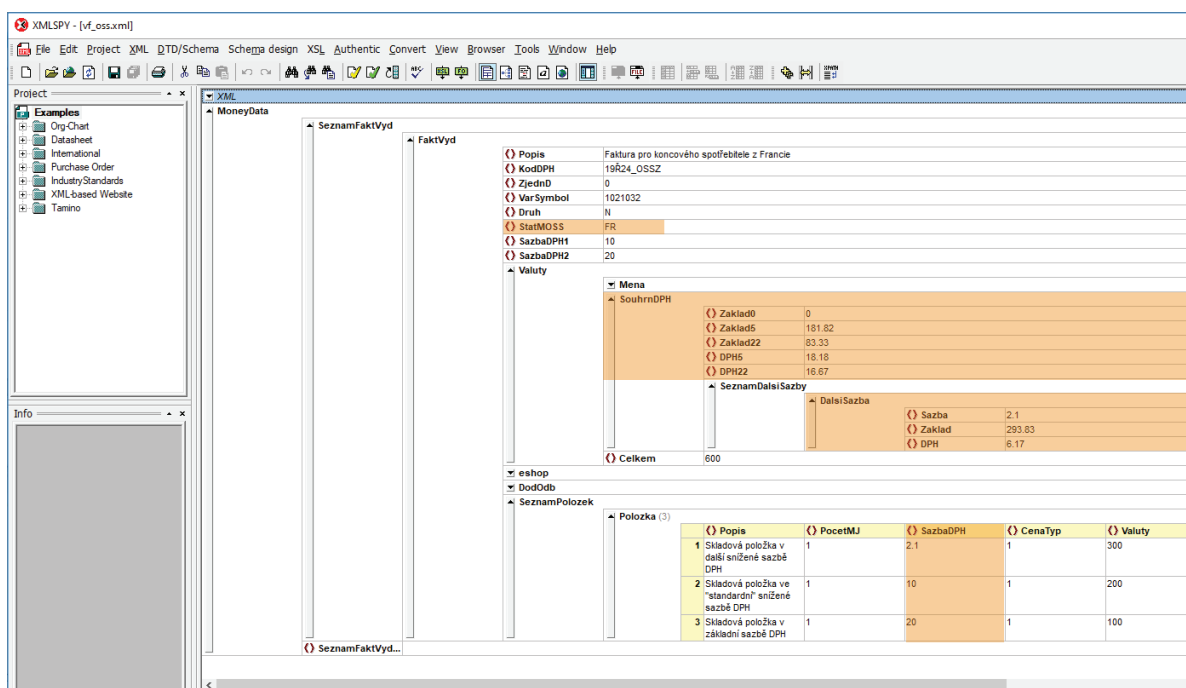 XMLSPY - [vf_oss.xml]
File Edit Project XML DTD/Schema Schema design XSL Authentic Convert View Browser Tools Window Help
Project
Examples
Org-Chart
Datasheet
International
Purchase Order
IndustryStandards
XML-based Website
Tamino
Info
XML
MoneyData
SeznamFaktVyd
FaktVyd
Popis Faktura pro koncového spotřebitele z Francie
KodDPH 19Ř24_OSSZ
ZjednD 0
VarSymbol 1021032
Druh N
StatMOSS FR
SazbaDPH1 10
SazbaDPH2 20
Valuty
Mena
SouhrnDPH
Zaklad0 0
Zaklad5 181.82
Zaklad22 83.33
DPH5 18.18
DPH22 16.67
SeznamDalsiSazby
DalsiSazba
Sazba 2.1
Zaklad 293.83
DPH 6.17
Celkem 600
eshop
DodOdb
SeznamPolozek
Polozka (3)
Popis PocetMJ SazbaDPH CenaTyp Valuty
1 Skladová položka v 1 2.1 1 300
další snížené sazbě
DPH
2 Skladová položka ve 1 10 1 200
"standardní" snížené
sazbě DPH
3 Skladová položka v 1 20 1 100
základní sazbě DPH
SeznamFaktVyd...